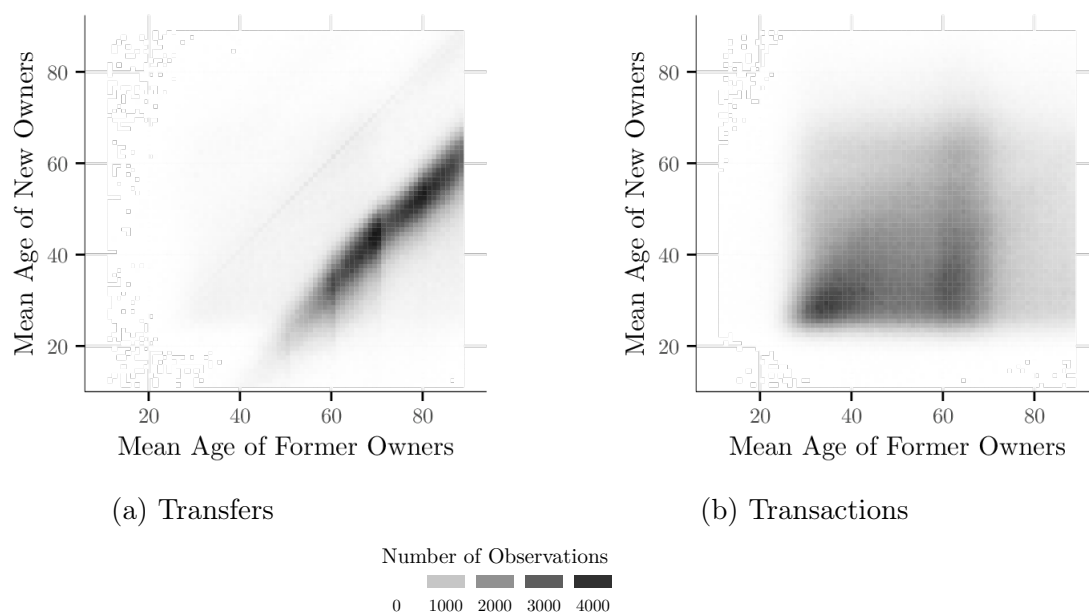 Mean Age of New Owners
80
60
40
20
20 40 60 80
Mean Age of Former Owners
(a) Transfers
Mean Age of New Owners
80
60
40
20
20 40 60 80
Mean Age of Former Owners
(b) Transactions
Number of Observations
0 1000 2000 3000 4000